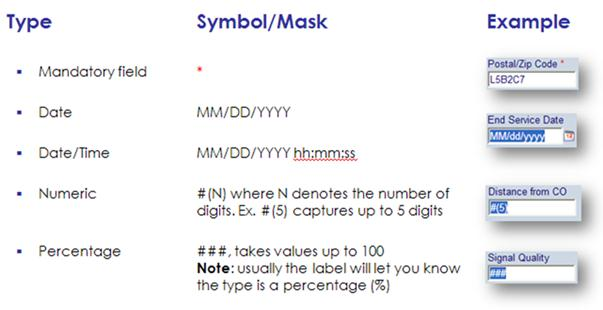 Type Symbol/Mask Example
▪ Mandatory field * Postal/Zip Code *
L5B2C7
▪ Date MM/DD/YYYY End Service Date
MM/dd/yyyy
▪ Date/Time MM/DD/YYYY hh:mm:ss
▪ Numeric #(N) where N denotes the number of Distance from CO
digits. Ex. #(5) captures up to 5 digits #(5)
▪ Percentage ###, takes values up to 100 Signal Quality
Note: usually the label will let you know ###
the type is a percentage (%)